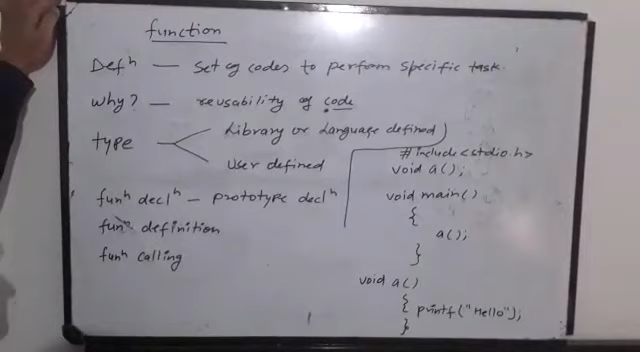 function
Defⁿ — set of codes to perform specific task.
why? — reusability of code
type
Library or Language defined
User defined
funⁿ declⁿ — prototype declⁿ
funⁿ definition
funⁿ calling
#include<stdio.h>
void a();
void main()
{
a();
}
void a()
{ printf("Hello");
}